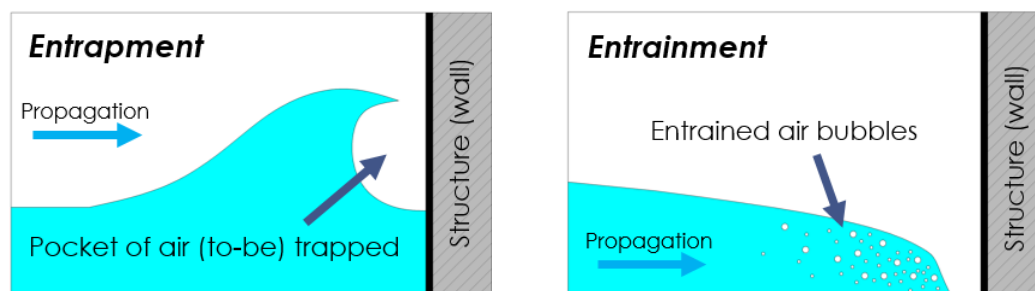 Entrapment
Propagation
Pocket of air (to-be) trapped
Structure (wall)
Entrainment
Entrained air bubbles
Propagation
Structure (wall)